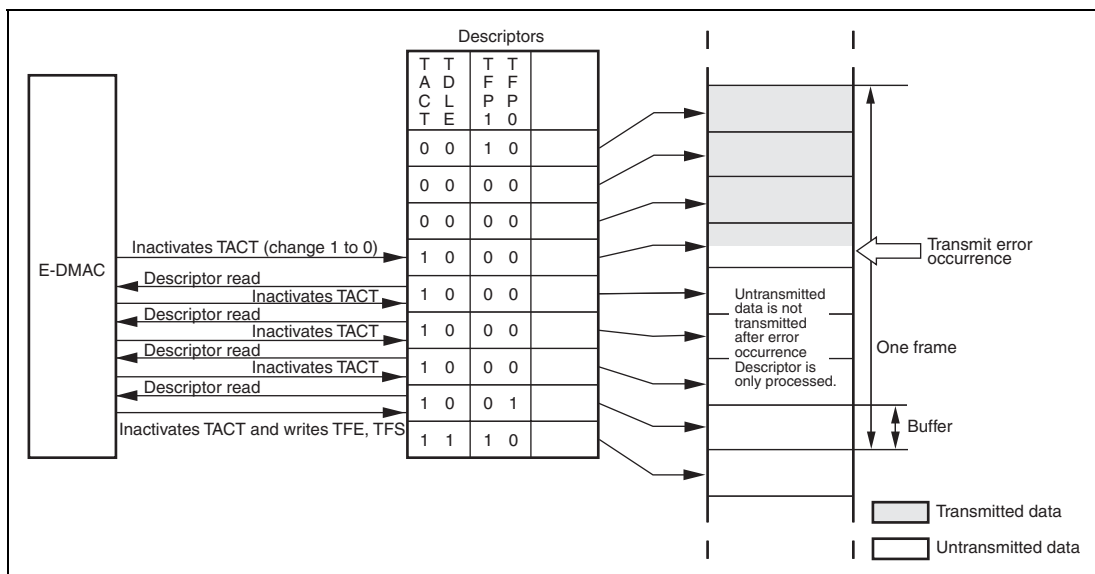 Descriptors
TACT TDLE TFP1 TFP0
0 0 1 0
0 0 0 0
0 0 0 0
1 0 0 0
1 0 0 0
1 0 0 0
1 0 0 0
1 0 0 1
1 1 1 0
E-DMAC
Inactivates TACT (change 1 to 0)
Descriptor read
Inactivates TACT
Descriptor read
Inactivates TACT
Descriptor read
Inactivates TACT
Descriptor read
Inactivates TACT and writes TFE, TFS
Untransmitted
data is not
transmitted
after error
occurrence
Descriptor is
only processed.
Transmit error
occurrence
One frame
Buffer
Transmitted data
Untransmitted data